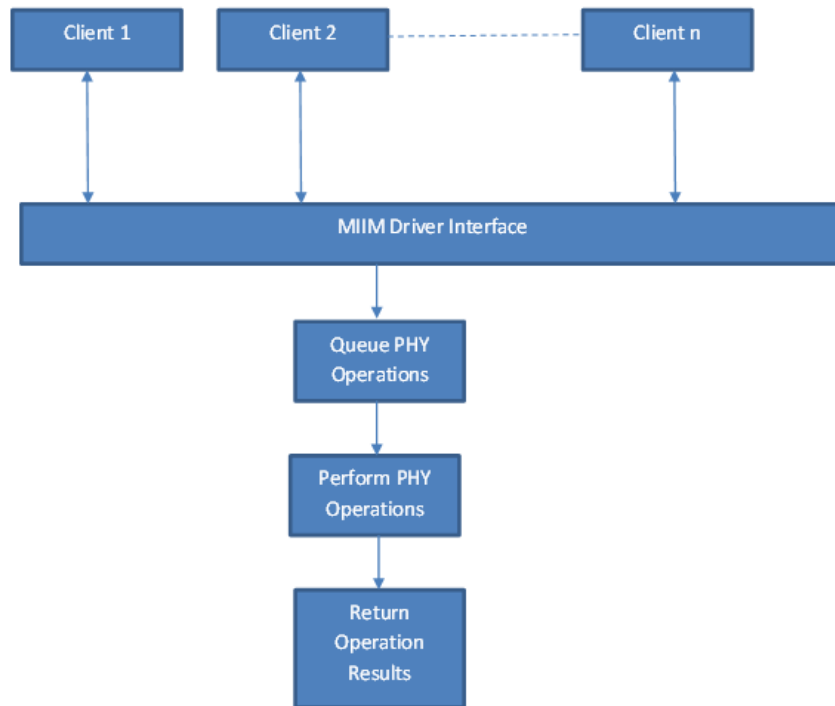 Client 1
Client 2
Client n
MIIM Driver Interface
Queue PHY
Operations
Perform PHY
Operations
Return
Operation
Results